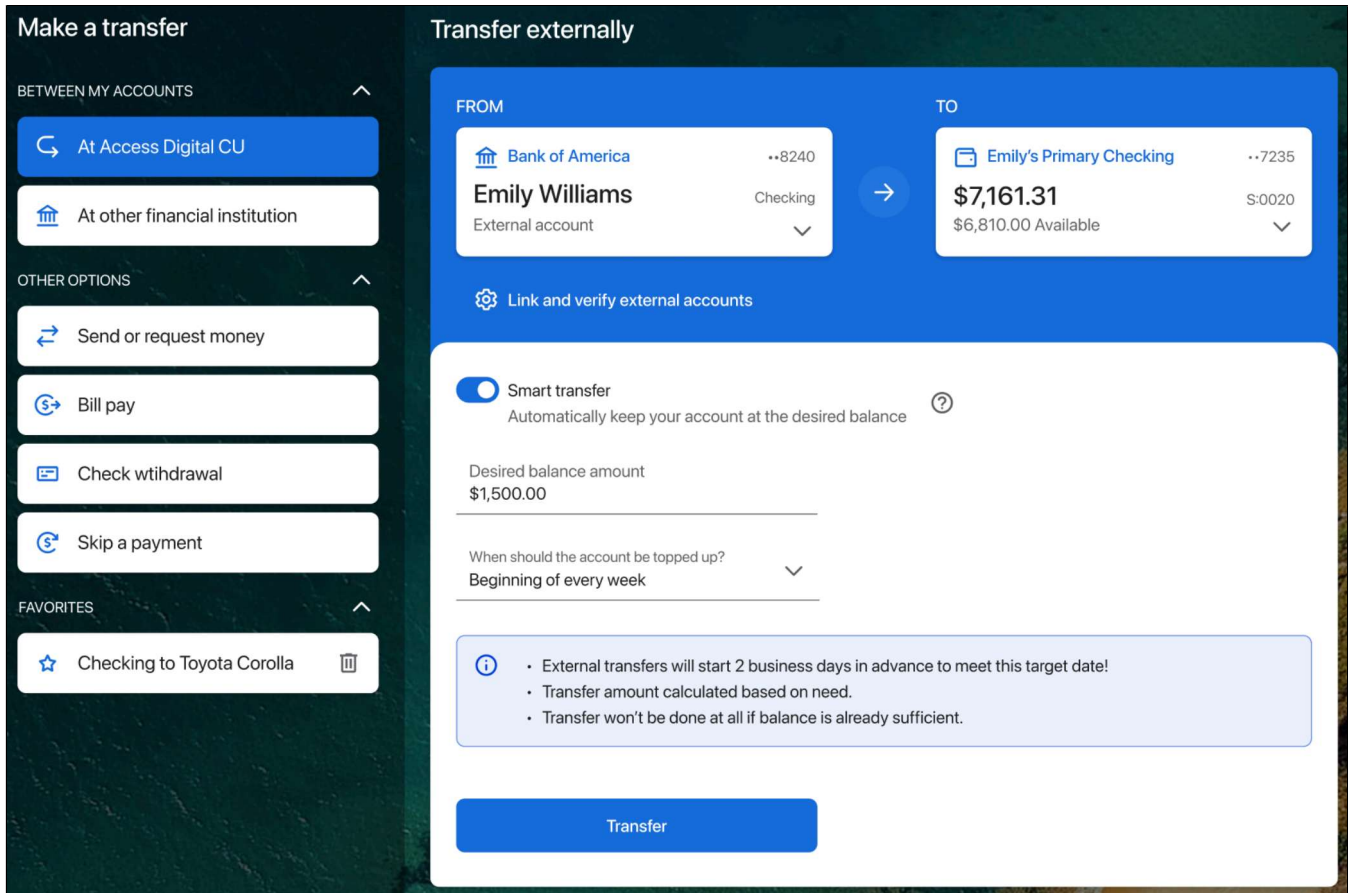 Make a transfer
BETWEEN MY ACCOUNTS
At Access Digital CU
At other financial institution
OTHER OPTIONS
Send or request money
Bill pay
Check wtihdrawal
Skip a payment
FAVORITES
Checking to Toyota Corolla
Transfer externally
FROM
Bank of America ··8240
Emily Williams Checking
External account
TO
Emily's Primary Checking ··7235
$7,161.31 S:0020
$6,810.00 Available
Link and verify external accounts
Smart transfer
Automatically keep your account at the desired balance
Desired balance amount
$1,500.00
When should the account be topped up?
Beginning of every week
• External transfers will start 2 business days in advance to meet this target date!
• Transfer amount calculated based on need.
• Transfer won't be done at all if balance is already sufficient.
Transfer